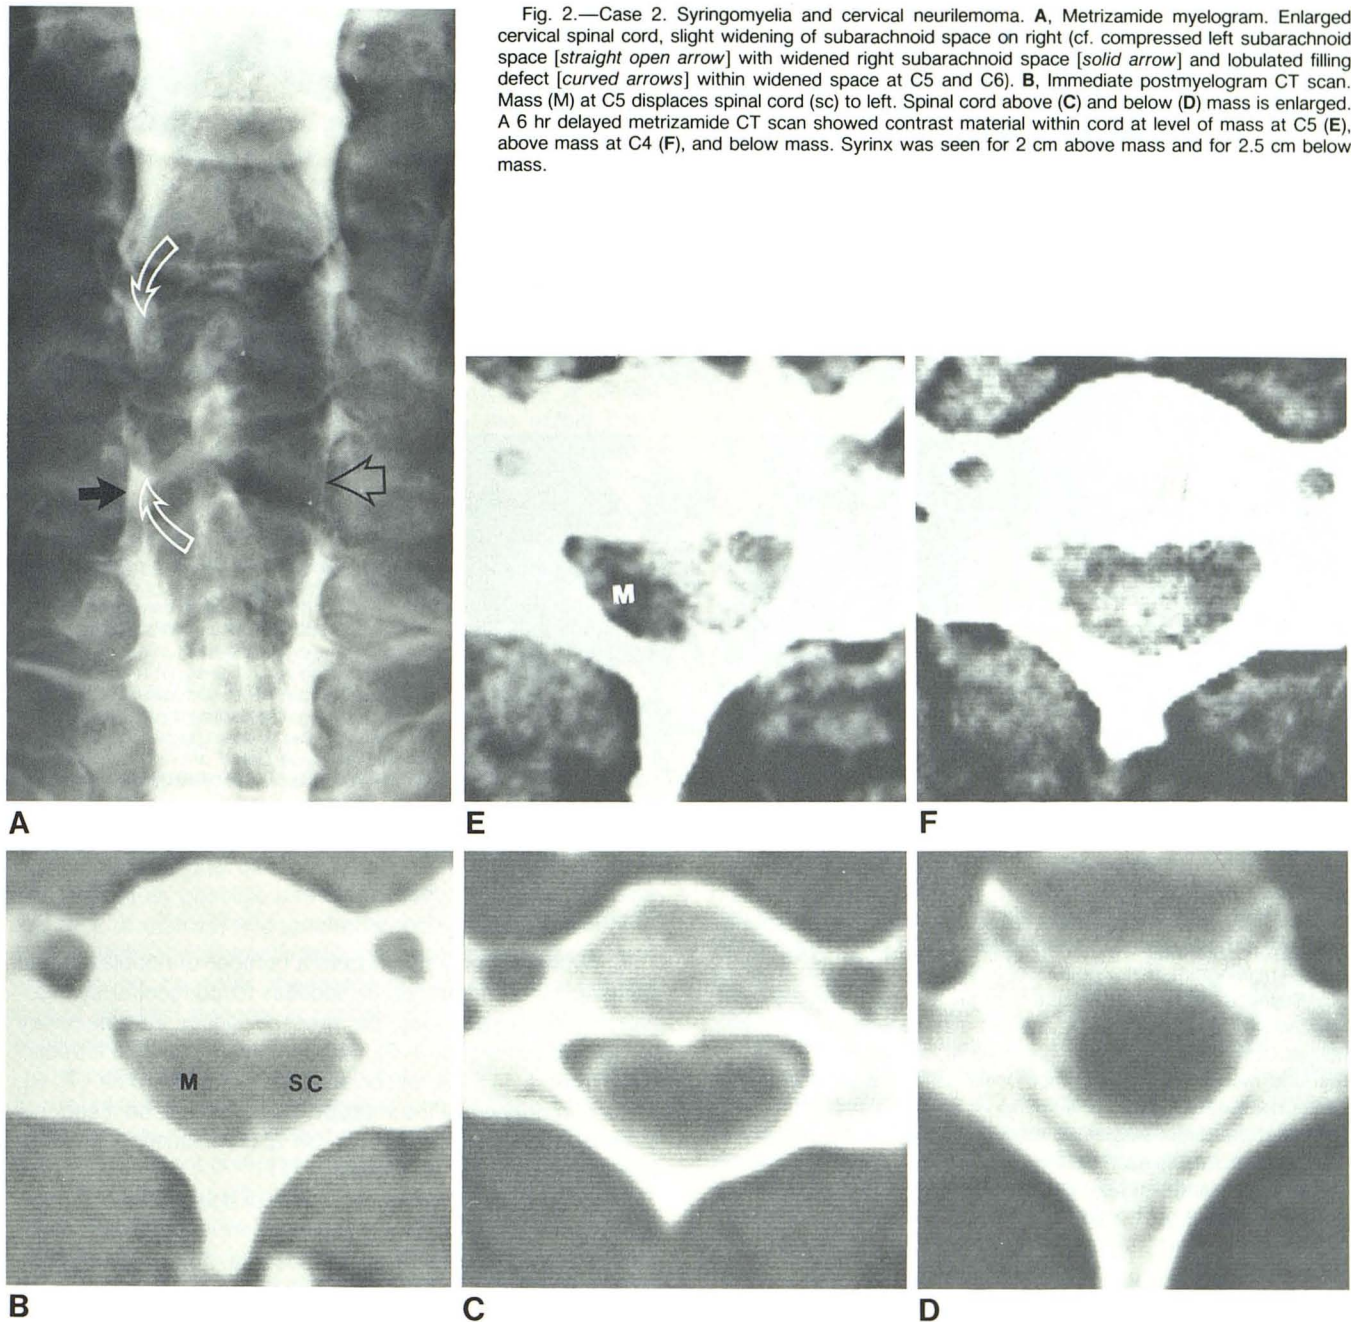 Fig. 2.—Case 2. Syringomyelia and cervical neurilemoma. A, Metrizamide myelogram. Enlarged
cervical spinal cord, slight widening of subarachnoid space on right (cf. compressed left subarachnoid
space [straight open arrow] with widened right subarachnoid space [solid arrow] and lobulated filling
defect [curved arrows] within widened space at C5 and C6). B, Immediate postmyelogram CT scan.
Mass (M) at C5 displaces spinal cord (sc) to left. Spinal cord above (C) and below (D) mass is enlarged.
A 6 hr delayed metrizamide CT scan showed contrast material within cord at level of mass at C5 (E),
above mass at C4 (F), and below mass. Syrinx was seen for 2 cm above mass and for 2.5 cm below
mass.
M
A
E
F
M
SC
B
C
D